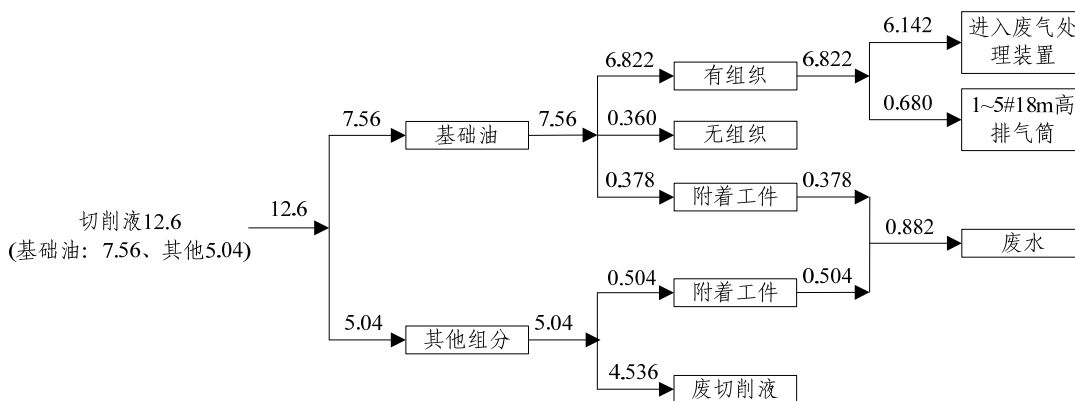 6.142
进入废气处
理装置
6.822
有组织
6.822
0.680
1~5#18m高
排气筒
7.56
基础油
7.56
0.360
无组织
0.378
附着工件
0.378
切削液12.6
(基础油：7.56、其他5.04)
12.6
0.882
废水
0.504
附着工件
0.504
5.04
其他组分
5.04
4.536
废切削液